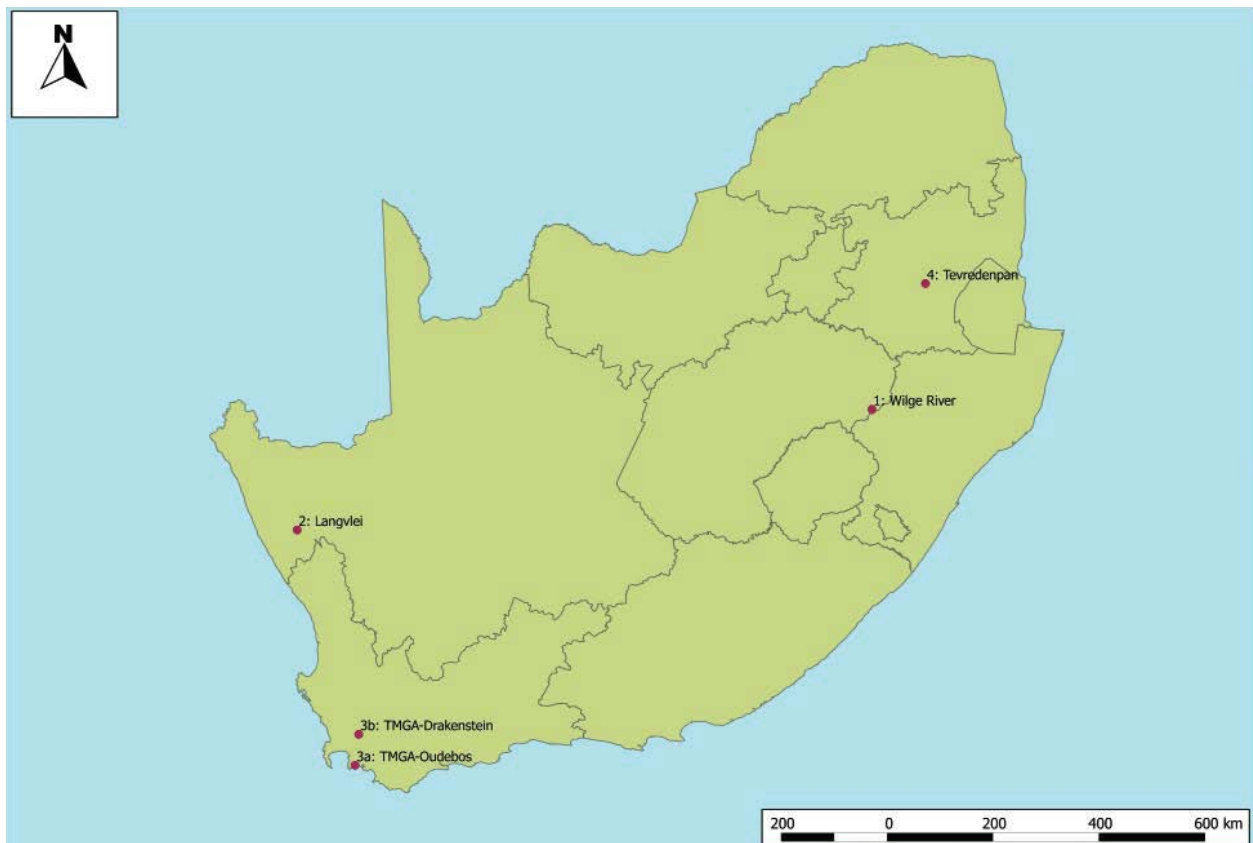 N
4: Tevredenpan
1: Wilge River
2: Langvlei
3b: TMGA-Drakenstein
3a: TMGA-Oudebos
200 0 200 400 600 km